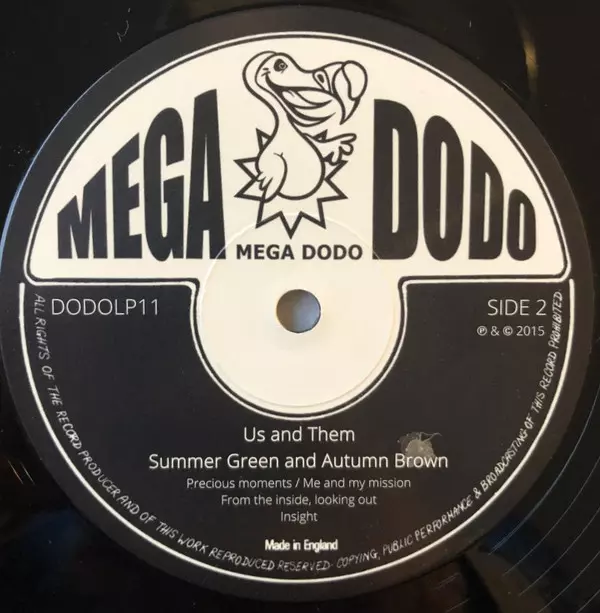 MEGA DODO
MEGA DODO
DODOLP11
SIDE 2
℗ & © 2015
Us and Them
Summer Green and Autumn Brown
Precious moments / Me and my mission
From the inside, looking out
Insight
Made in England
ALL RIGHTS OF THE RECORD PRODUCER AND OF THIS WORK REPRODUCED RESERVED· COPYING, PUBLIC PERFORMANCE & BROADCASTING OF THIS RECORD PROHIBITED